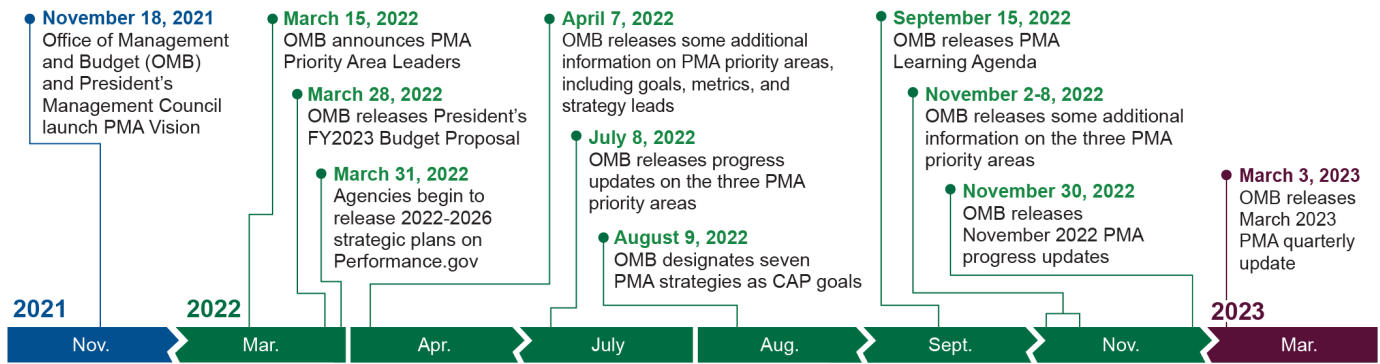 November 18, 2021
Office of Management
and Budget (OMB)
and President's
Management Council
launch PMA Vision
March 15, 2022
OMB announces PMA
Priority Area Leaders
March 28, 2022
OMB releases President's
FY2023 Budget Proposal
March 31, 2022
Agencies begin to
release 2022-2026
strategic plans on
Performance.gov
April 7, 2022
OMB releases some additional
information on PMA priority areas,
including goals, metrics, and
strategy leads
July 8, 2022
OMB releases progress
updates on the three PMA
priority areas
August 9, 2022
OMB designates seven
PMA strategies as CAP goals
September 15, 2022
OMB releases PMA
Learning Agenda
November 2-8, 2022
OMB releases some additional
information on the three PMA
priority areas
November 30, 2022
OMB releases
November 2022 PMA
progress updates
March 3, 2023
OMB releases
March 2023
PMA quarterly
update
2021
2022
2023
Nov.
Mar.
Apr.
July
Aug.
Sept.
Nov.
Mar.